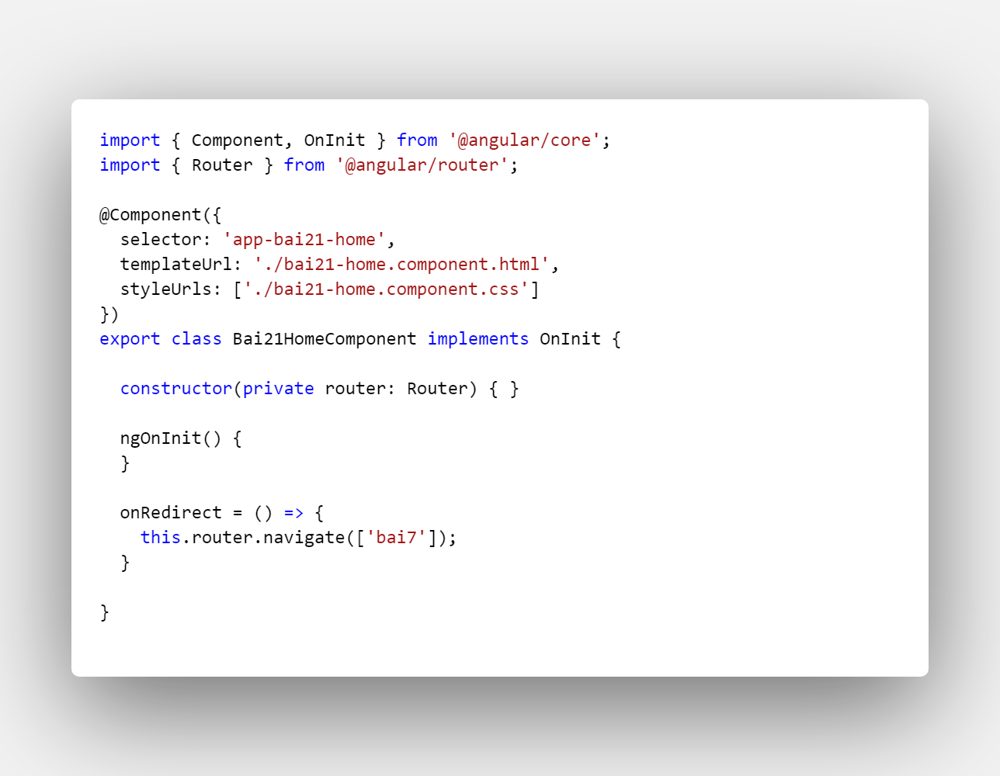 import { Component, OnInit } from '@angular/core';
import { Router } from '@angular/router';

@Component({
  selector: 'app-bai21-home',
  templateUrl: './bai21-home.component.html',
  styleUrls: ['./bai21-home.component.css']
})
export class Bai21HomeComponent implements OnInit {

  constructor(private router: Router) { }

  ngOnInit() {
  }

  onRedirect = () => {
    this.router.navigate(['bai7']);
  }

}